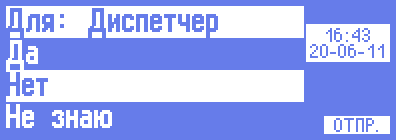 Для: Диспетчер
Да
Нет
Не знаю
16:43
20-06-11
ОТПР.